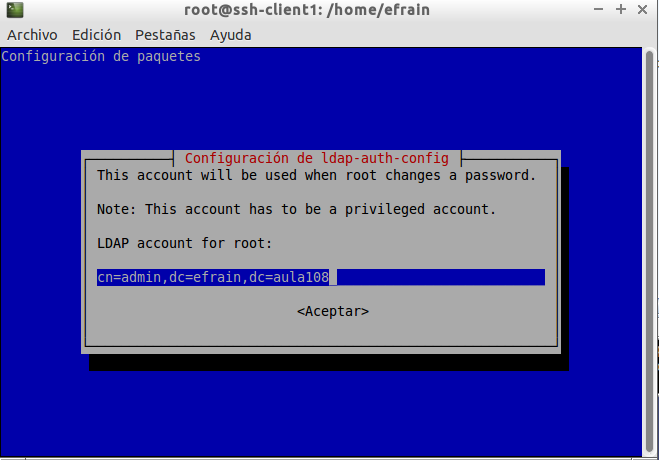 root@ssh-client1: /home/efrain
Archivo Edición Pestañas Ayuda
Configuración de paquetes
Configuración de ldap-auth-config
This account will be used when root changes a password.
Note: This account has to be a privileged account.
LDAP account for root:
cn=admin,dc=efrain,dc=aula108
<Aceptar>